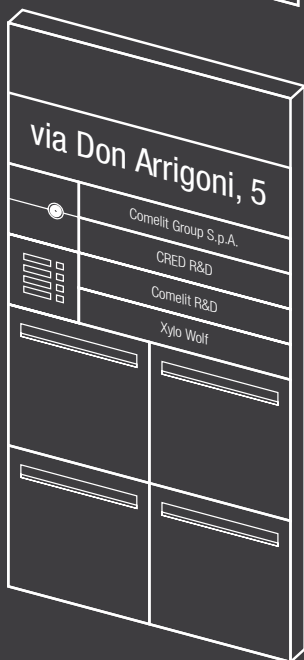 via Don Arrigoni, 5
Comelit Group S.p.A.
CRED R&D
Comelit R&D
Xylo Wolf